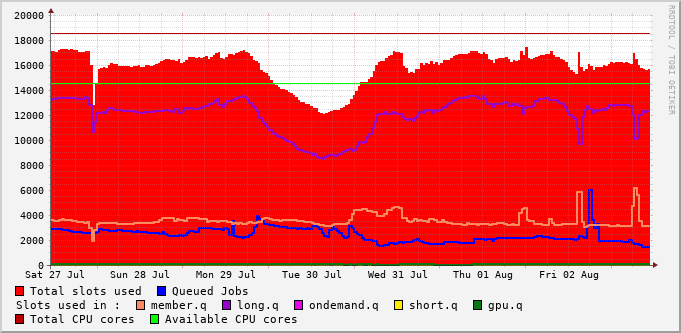 20000
18000
16000
14000
12000
10000
8000
6000
4000
2000
0
Sat 27 Jul Sun 28 Jul Mon 29 Jul Tue 30 Jul Wed 31 Jul Thu 01 Aug Fri 02 Aug
Total slots used Queued Jobs
Slots used in : member.q long.q ondemand.q short.q gpu.q
Total CPU cores Available CPU cores
RRDTOOL / TOBI OETIKER